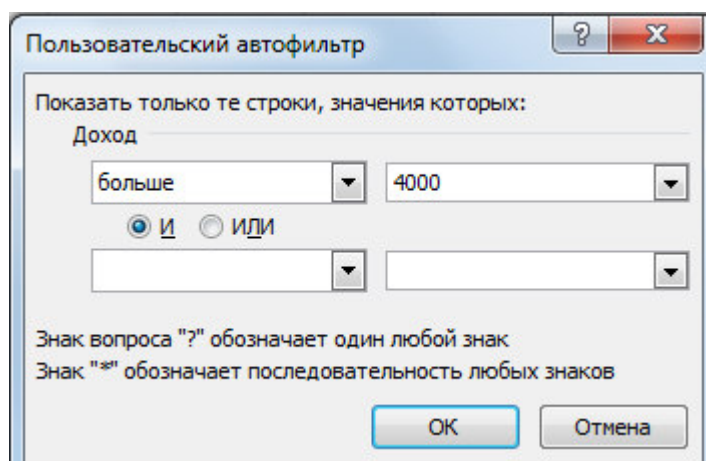 Пользовательский автофильтр
?
Показать только те строки, значения которых:
Доход
больше 4000
И ИЛИ
Знак вопроса "?" обозначает один любой знак
Знак "*" обозначает последовательность любых знаков
ОК Отмена